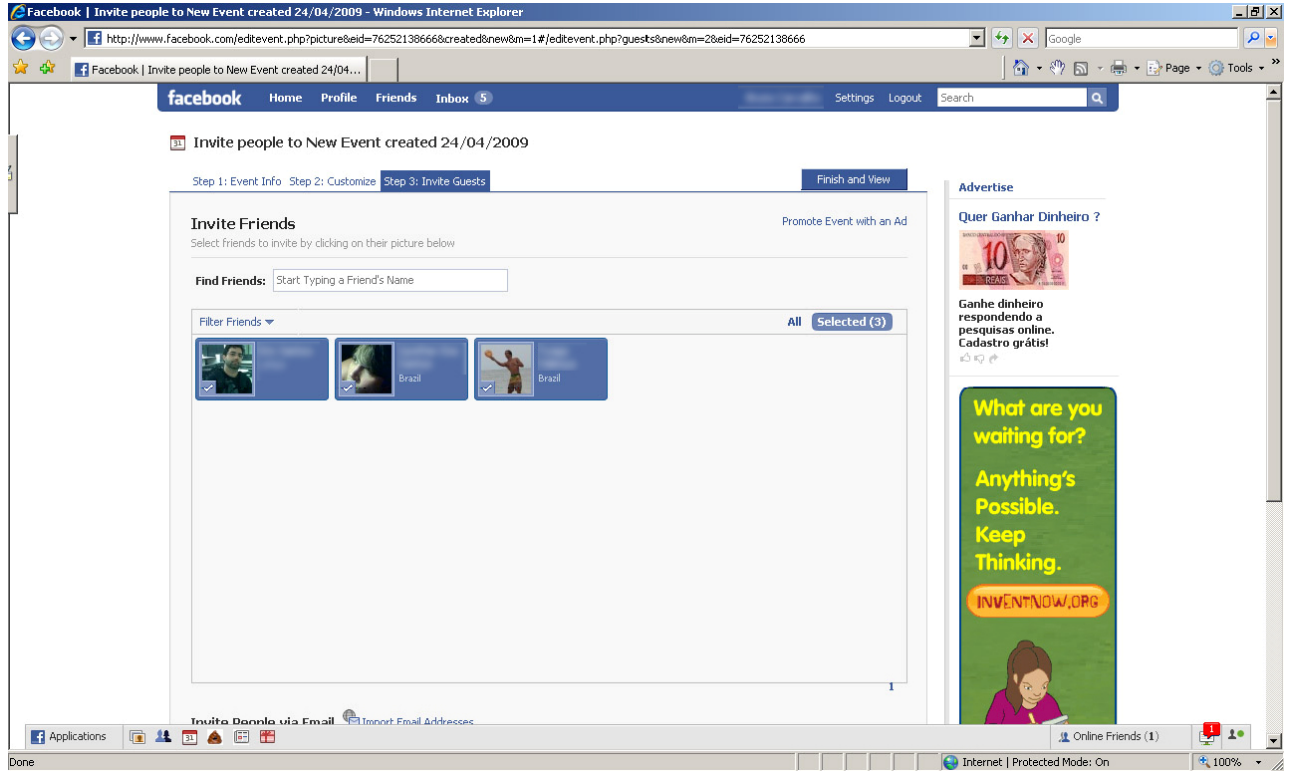 Facebook | Invite people to New Event created 24/04/2009 - Windows Internet Explorer
http://www.facebook.com/editevent.php?picture&eid=76252138666&created&new&m=1#/editevent.php?guests&new&m=2&eid=76252138666
Google
Facebook | Invite people to New Event created 24/04...
Page
Tools
facebook Home Profile Friends Inbox 5
Settings Logout Search
31 Invite people to New Event created 24/04/2009
Step 1: Event Info Step 2: Customize Step 3: Invite Guests
Finish and View
Invite Friends
Promote Event with an Ad
Select friends to invite by clicking on their picture below
Find Friends: Start Typing a Friend's Name
Filter Friends
All Selected (3)
Brazil
Brazil
1
Invite People via Email Import Email Addresses
Advertise
Quer Ganhar Dinheiro ?
10
10
REAIS
Ganhe dinheiro
respondendo a
pesquisas online.
Cadastro grátis!
What are you
waiting for?
Anything's
Possible.
Keep
Thinking.
INVENTNOW.ORG
Applications
31
Online Friends (1)
1
Done
Internet | Protected Mode: On
100%